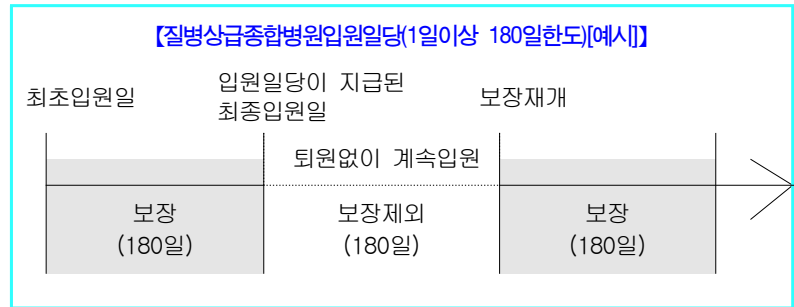 【질병상급종합병원입원일당(1일이상 180일한도)[예시]】
최초입원일
입원일당이 지급된
최종입원일
보장재개
퇴원없이 계속입원
보장
(180일)
보장제외
(180일)
보장
(180일)